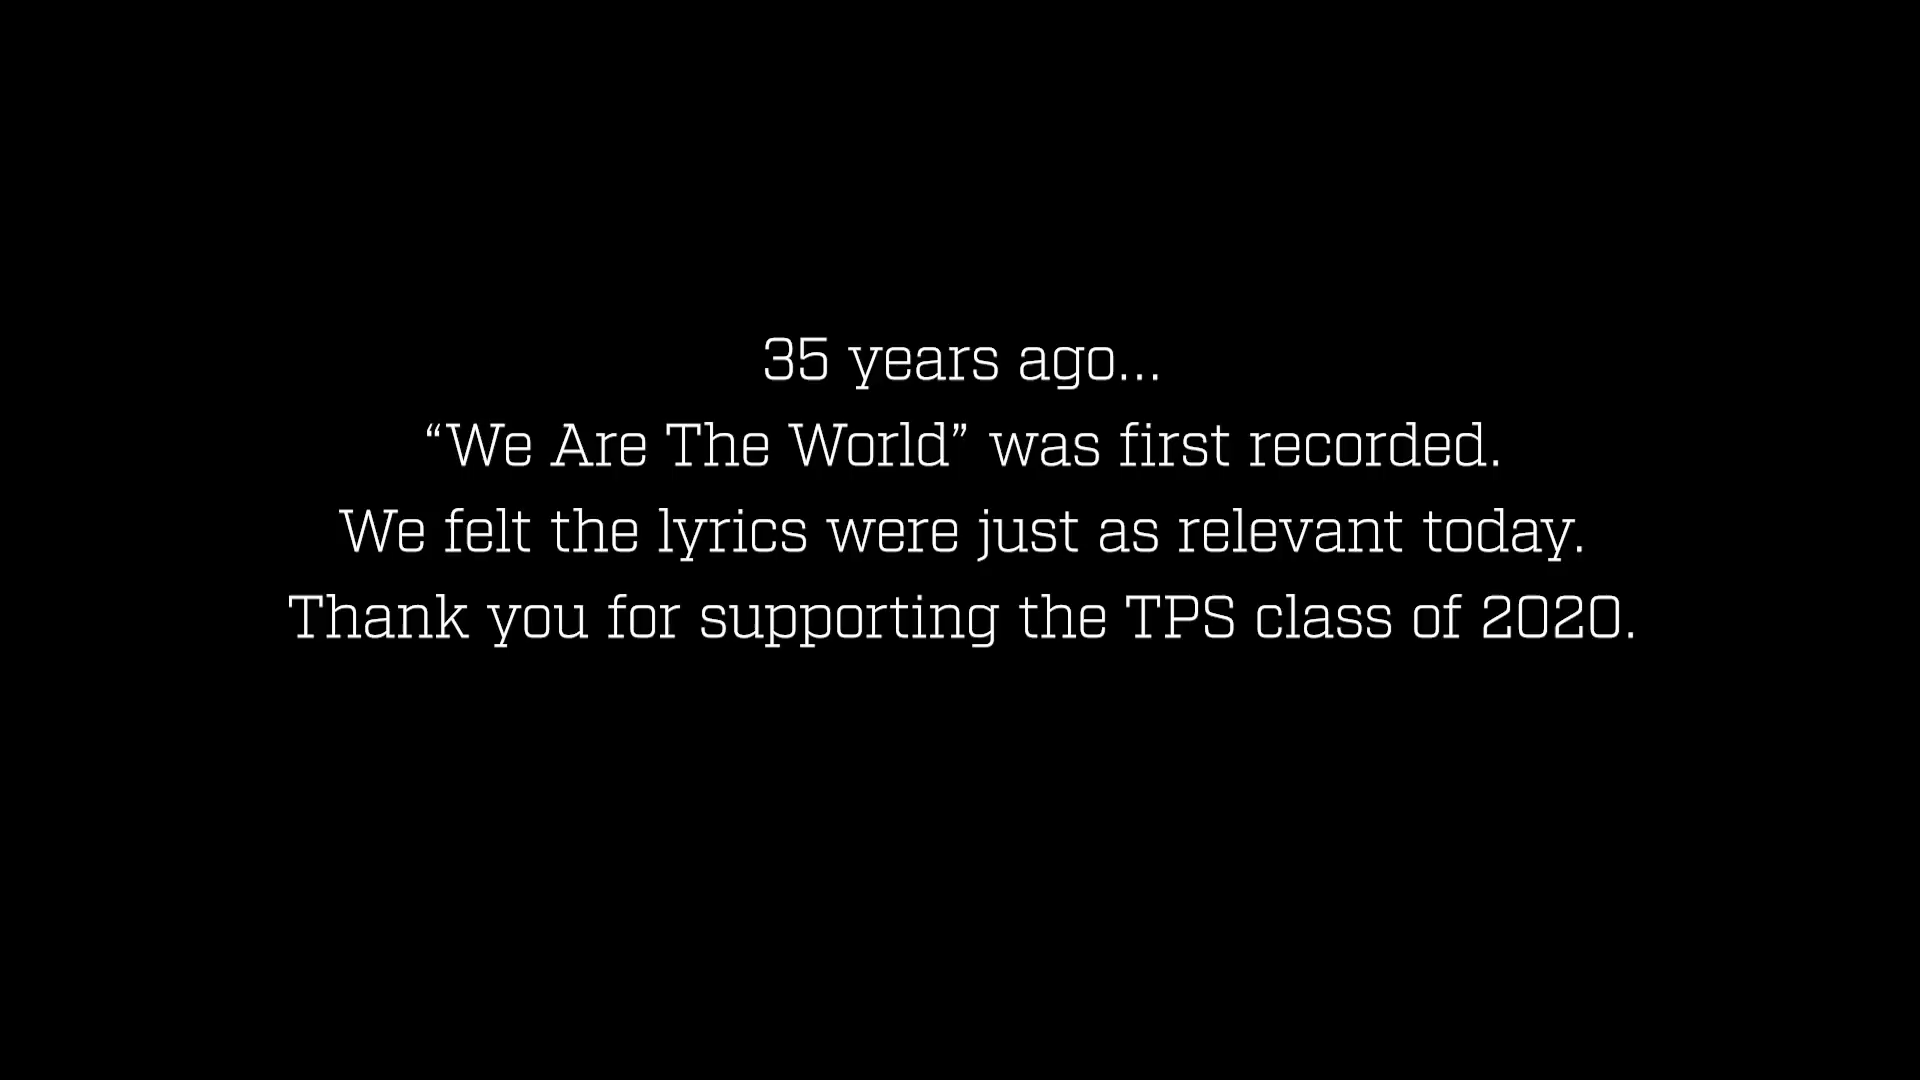 35 years ago...
“We Are The World” was first recorded.
We felt the lyrics were just as relevant today.
Thank you for supporting the TPS class of 2020.